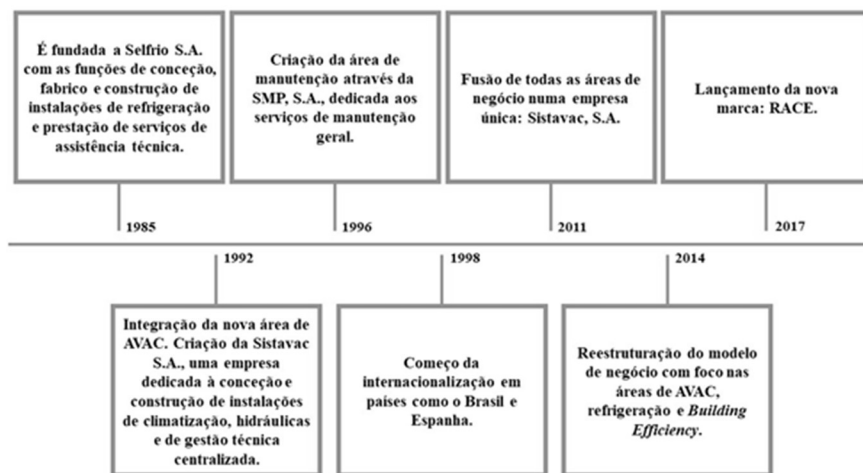 É fundada a Selfrio S.A.
com as funções de conceção,
fabrico e construção de
instalações de refrigeração
e prestação de serviços de
assistência técnica.
1985
Criação da área de
manutenção através da
SMP, S.A., dedicada aos
serviços de manutenção
geral.
1996
Fusão de todas as áreas de
negócio numa empresa
única: Sistavac, S.A.
2011
Lançamento da nova
marca: RACE.
2017
1992
Integração da nova área de
AVAC. Criação da Sistavac
S.A., uma empresa
dedicada à conceção e
construção de instalações
de climatização, hidráulicas
e de gestão técnica
centralizada.
1998
Começo da
internacionalização em
países como o Brasil e
Espanha.
2014
Reestruturação do modelo
de negócio com foco nas
áreas de AVAC,
refrigeração e Building
Efficiency.